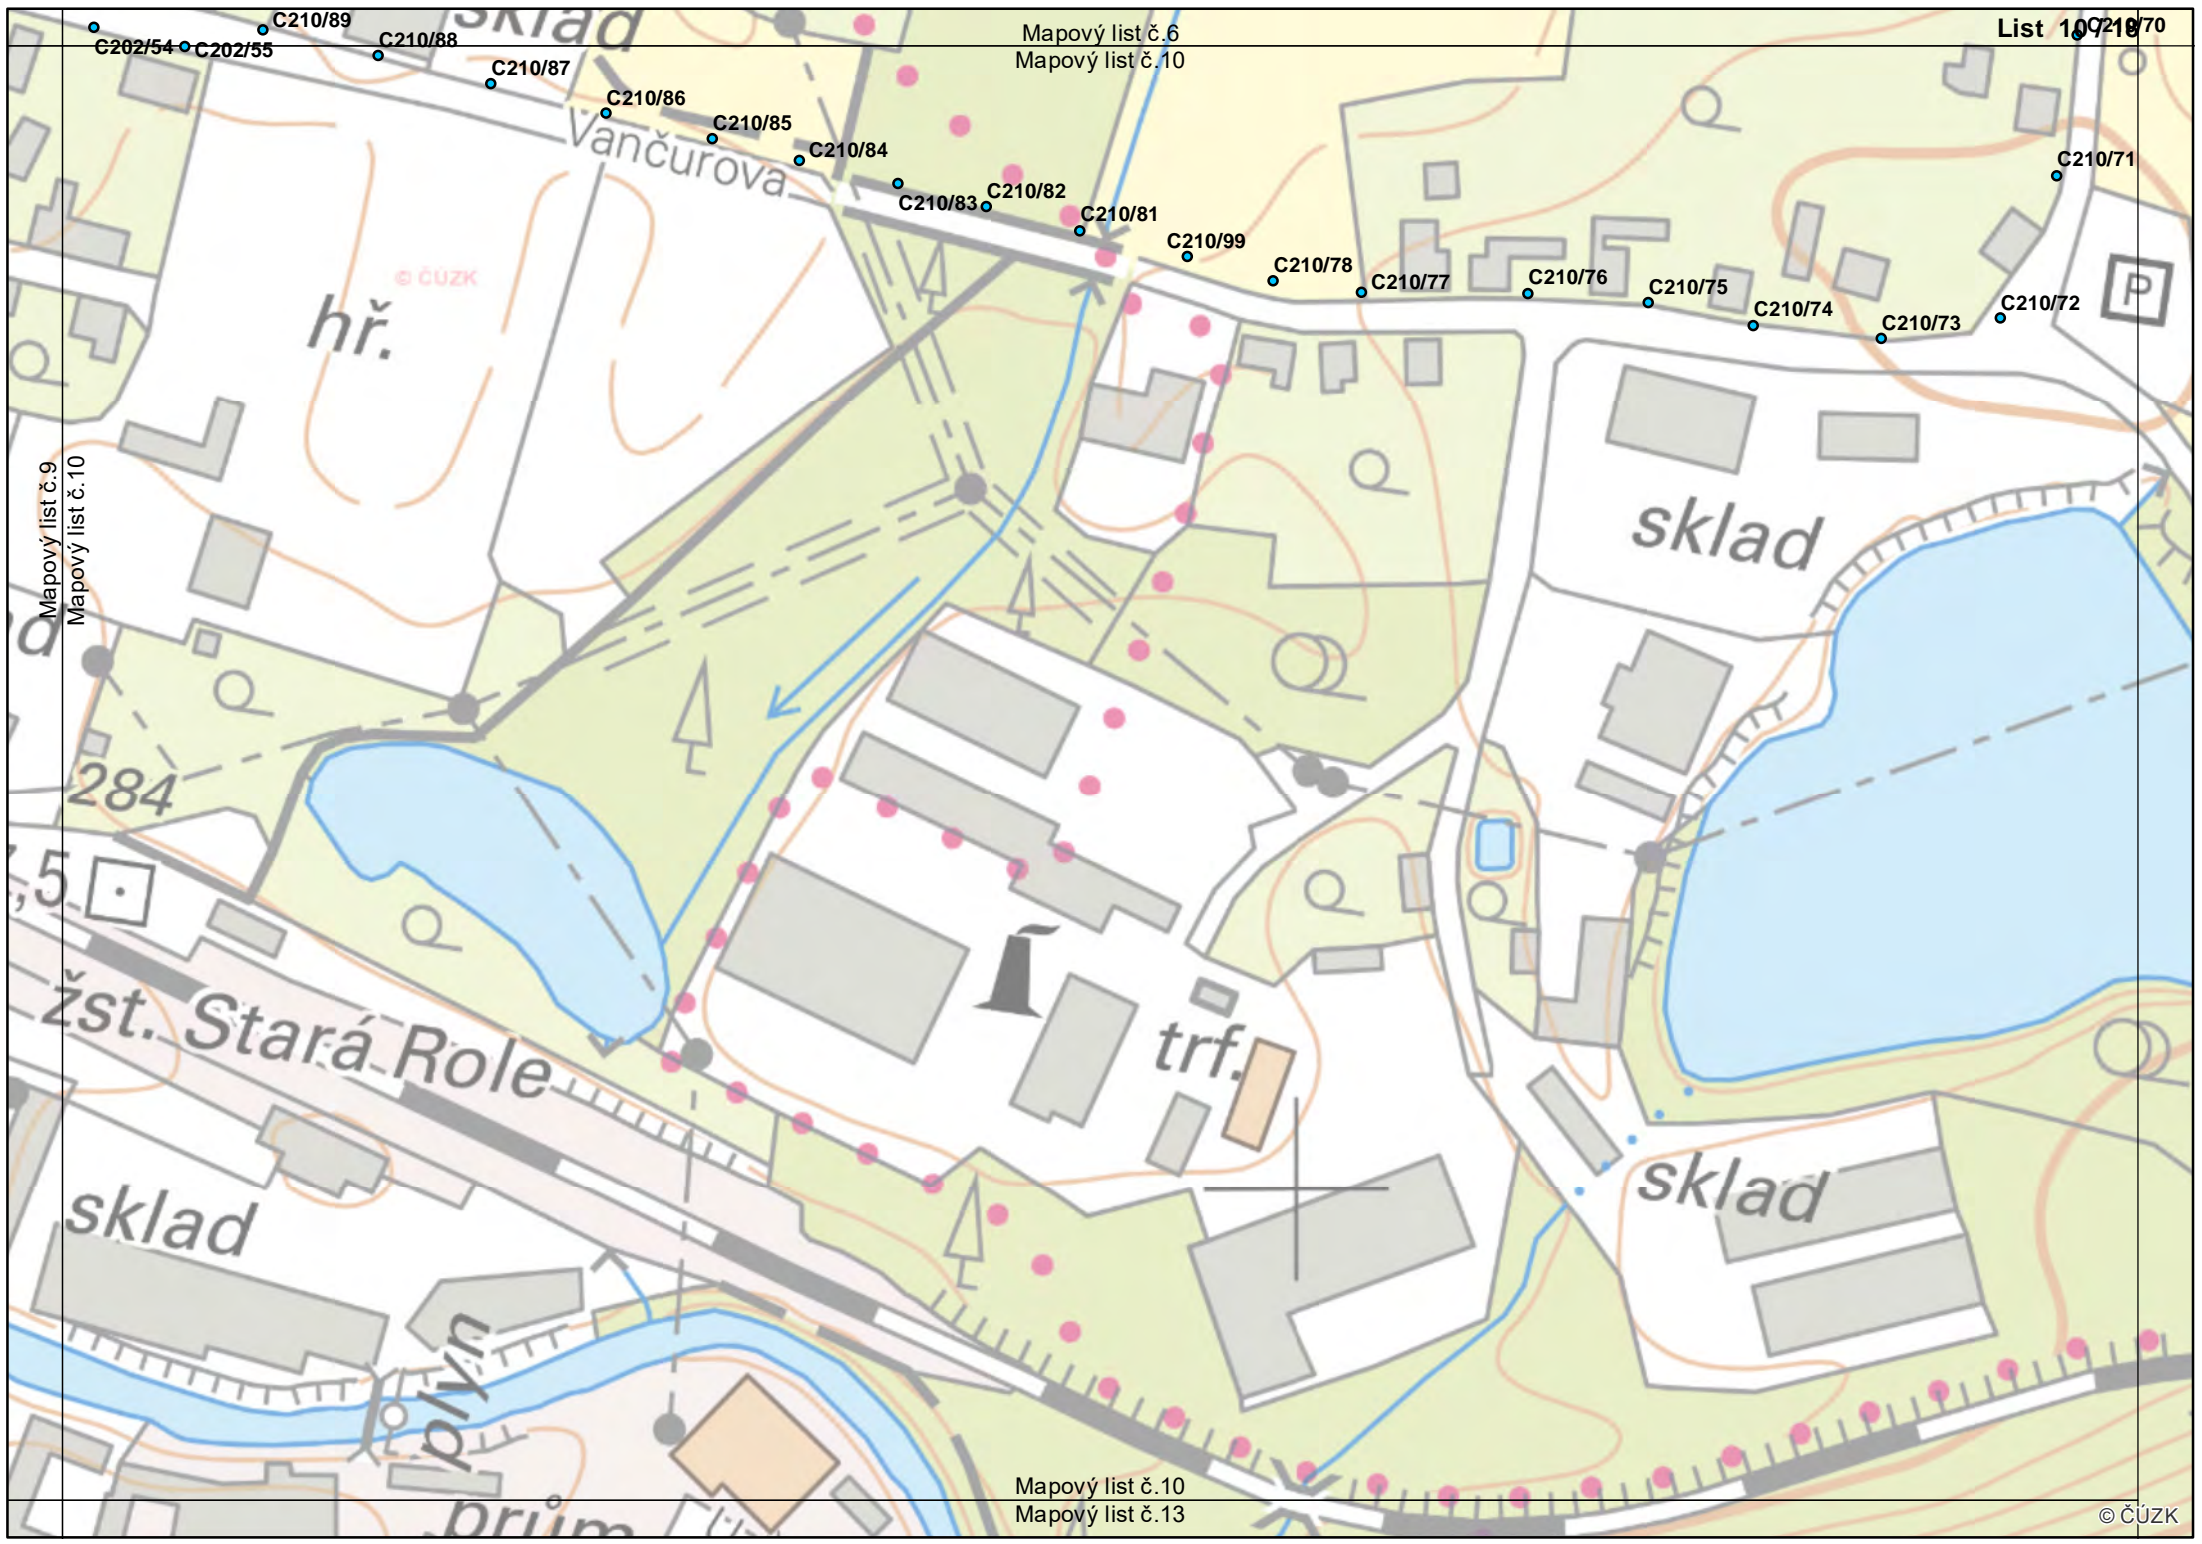 C210/89
C202/54
C202/55
C210/88
sklad
Mapový list č.6
Mapový list č.10
List 10 / 18
C210/70
C210/87
C210/86
C210/85
C210/84
Vančurova
C210/83
C210/82
C210/81
C210/99
C210/78
C210/77
C210/76
C210/75
C210/74
C210/73
C210/72
C210/71
P
© ČÚZK
hř.
Mapový list č.9
Mapový list č.10
sklad
284
,5
žst. Stará Role
trf.
sklad
sklad
plyn
prům
Mapový list č.10
Mapový list č.13
© ČÚZK